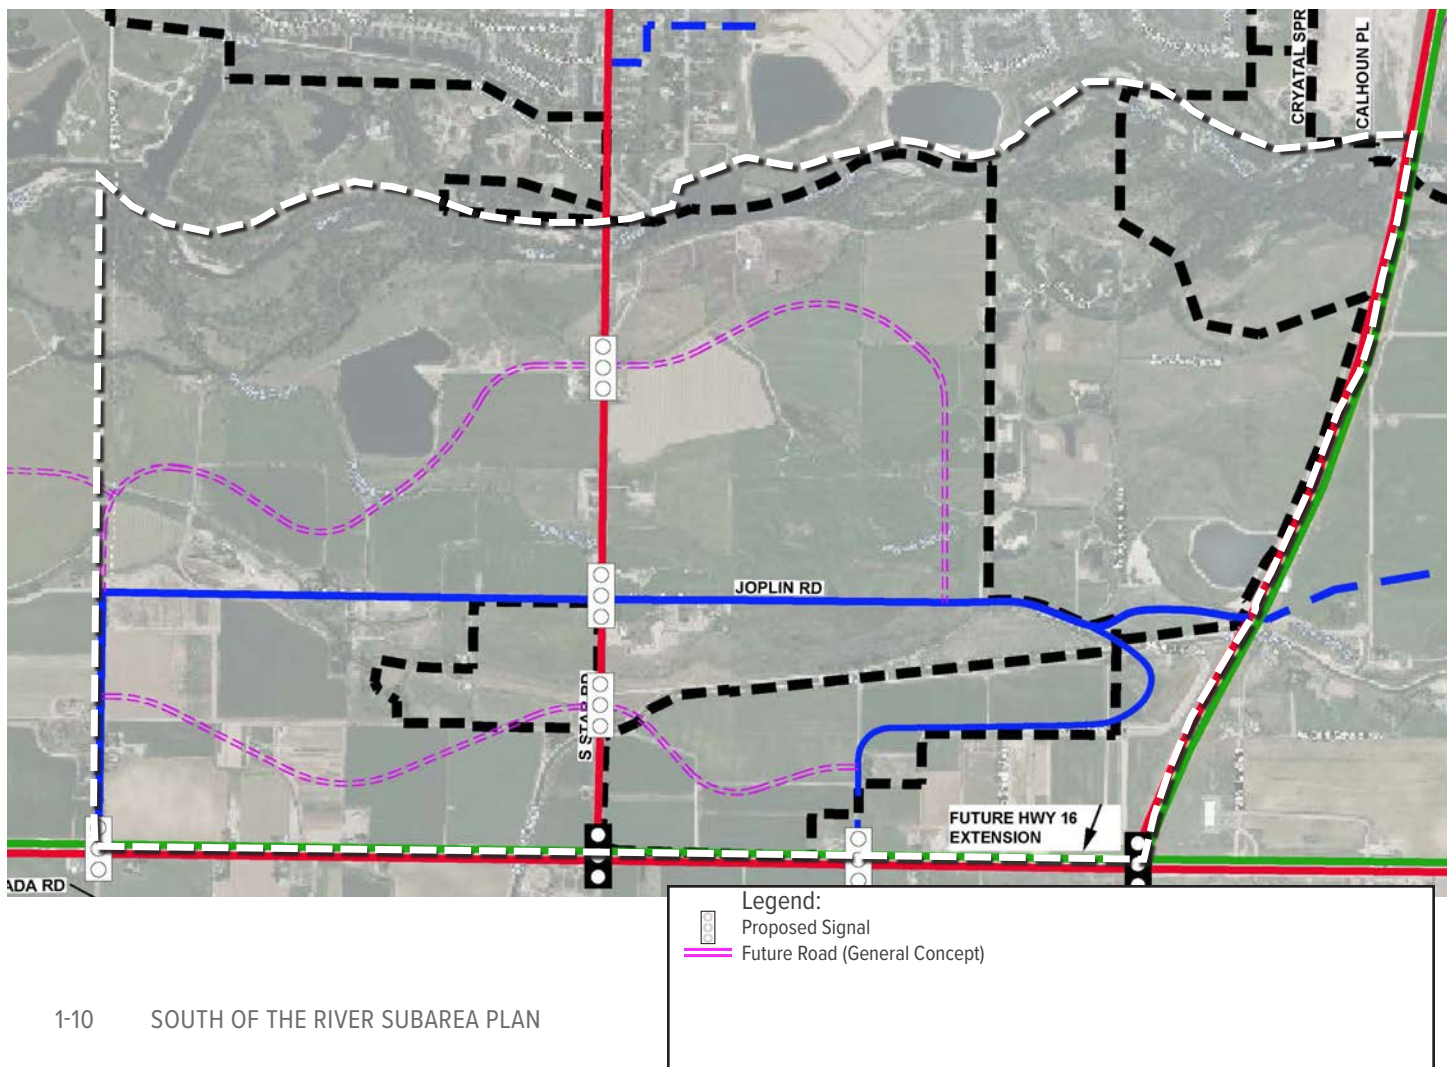 CRYATAL SPR
CALHOUN PL
JOPLIN RD
S STAR RD
FUTURE HWY 16
EXTENSION
ADA RD
Legend:
Proposed Signal
Future Road (General Concept)
1-10 SOUTH OF THE RIVER SUBAREA PLAN